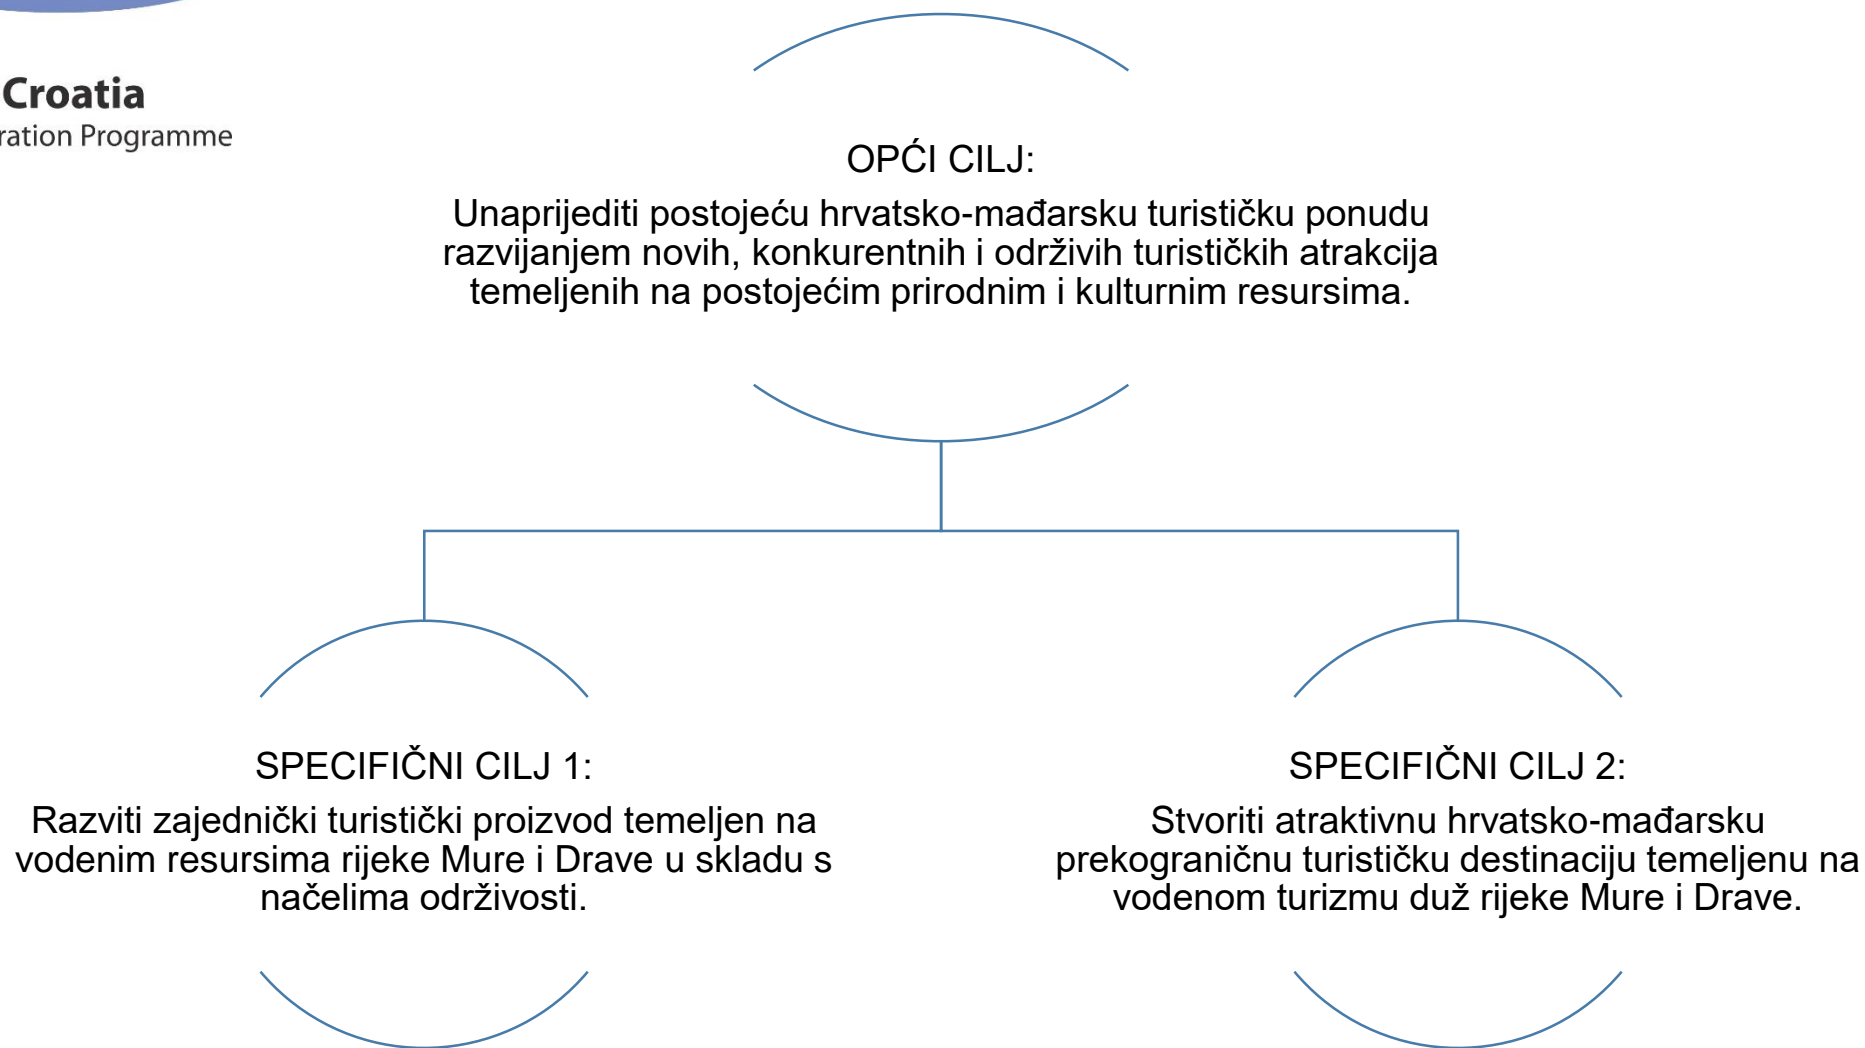 Croatia
ration Programme
OPĆI CILJ:
Unaprijediti postojeću hrvatsko-mađarsku turističku ponudu
razvijanjem novih, konkurentnih i održivih turističkih atrakcija
temeljenih na postojećim prirodnim i kulturnim resursima.
SPECIFIČNI CILJ 1:
Razviti zajednički turistički proizvod temeljen na
vodenim resursima rijeke Mure i Drave u skladu s
načelima održivosti.
SPECIFIČNI CILJ 2:
Stvoriti atraktivnu hrvatsko-mađarsku
prekograničnu turističku destinaciju temeljenu na
vodenom turizmu duž rijeke Mure i Drave.